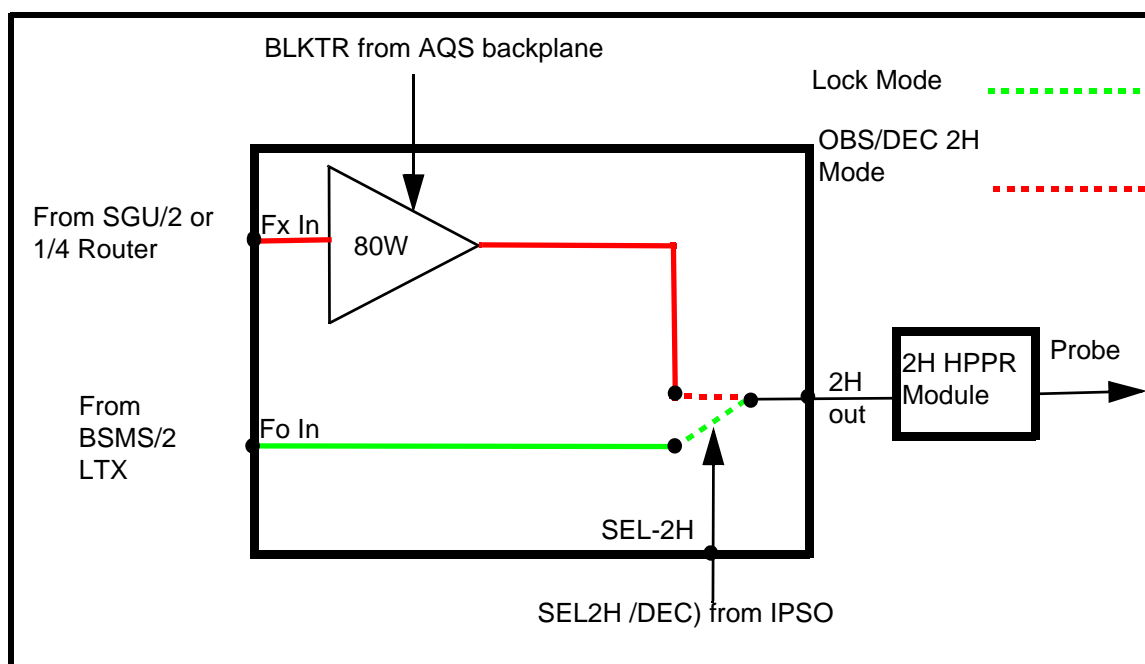 BLKTR from AQS backplane
Lock Mode
OBS/DEC 2H
Mode
From SGU/2 or
1/4 Router
Fx In
80W
2H HPPR
Module
Probe
2H
out
From
BSMS/2
LTX
Fo In
SEL-2H
SEL2H /DEC) from IPSO